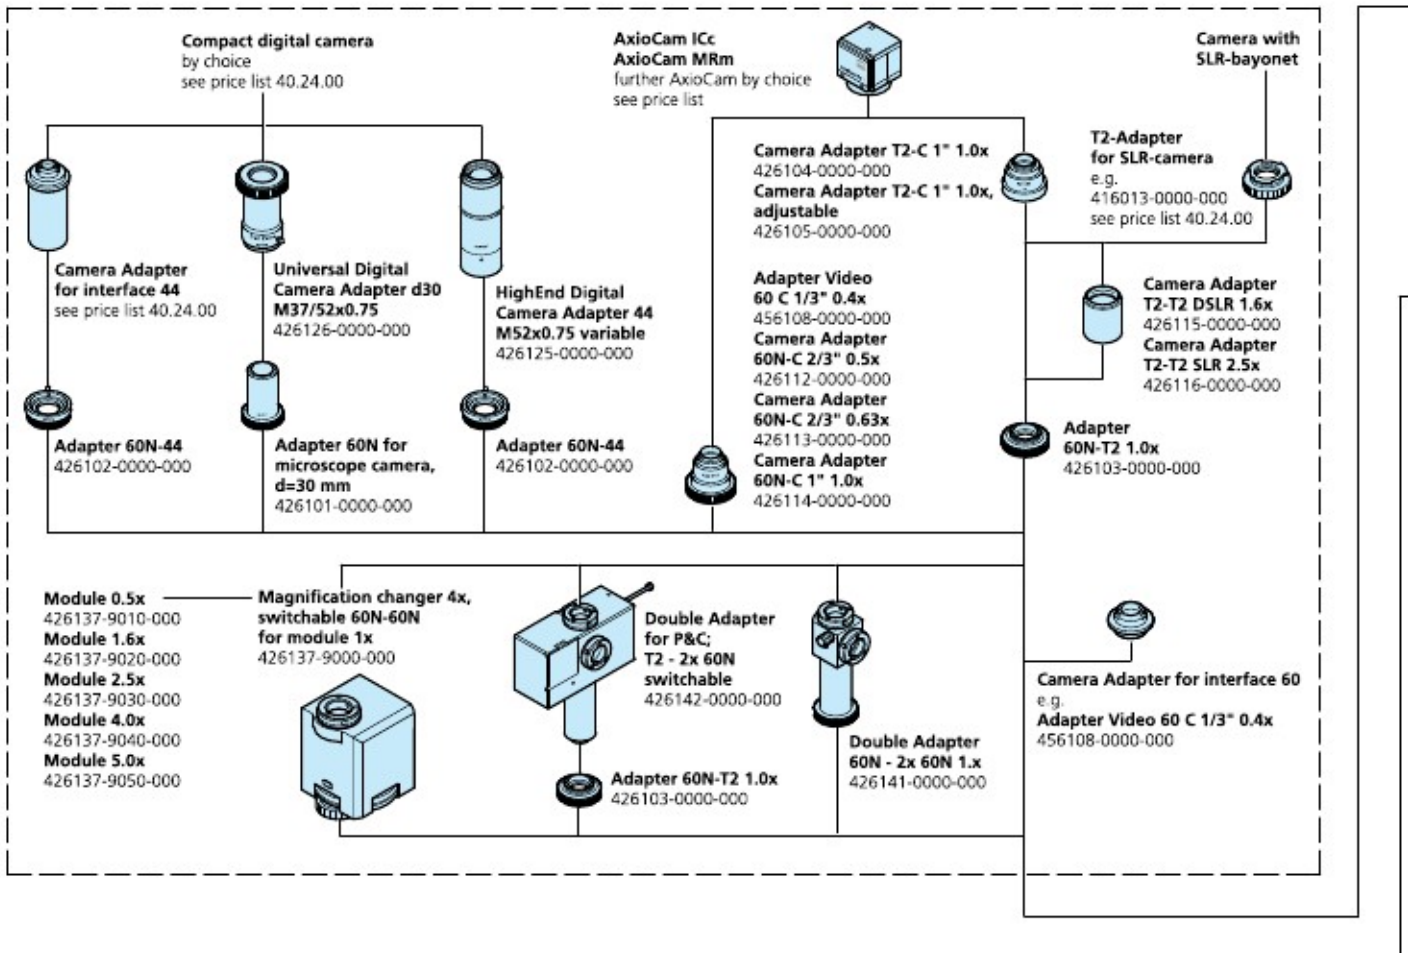 Compact digital camera
by choice
see price list 40.24.00
AxioCam ICc
AxioCam MRm
further AxioCam by choice
see price list
Camera with
SLR-bayonet
Camera Adapter T2-C 1" 1.0x
426104-0000-000
Camera Adapter T2-C 1" 1.0x,
adjustable
426105-0000-000
T2-Adapter
for SLR-camera
e.g.
416013-0000-000
see price list 40.24.00
Camera Adapter
for interface 44
see price list 40.24.00
Universal Digital
Camera Adapter d30
M37/52x0.75
426126-0000-000
HighEnd Digital
Camera Adapter 44
M52x0.75 variable
426125-0000-000
Adapter Video
60 C 1/3" 0.4x
456108-0000-000
Camera Adapter
60N-C 2/3" 0.5x
426112-0000-000
Camera Adapter
60N-C 2/3" 0.63x
426113-0000-000
Camera Adapter
60N-C 1" 1.0x
426114-0000-000
Camera Adapter
T2-T2 DSLR 1.6x
426115-0000-000
Camera Adapter
T2-T2 SLR 2.5x
426116-0000-000
Adapter 60N-44
426102-0000-000
Adapter 60N for
microscope camera,
d=30 mm
426101-0000-000
Adapter 60N-44
426102-0000-000
Adapter
60N-T2 1.0x
426103-0000-000
Module 0.5x
426137-9010-000
Module 1.6x
426137-9020-000
Module 2.5x
426137-9030-000
Module 4.0x
426137-9040-000
Module 5.0x
426137-9050-000
Magnification changer 4x,
switchable 60N-60N
for module 1x
426137-9000-000
Double Adapter
for P&C;
T2 - 2x 60N
switchable
426142-0000-000
Adapter 60N-T2 1.0x
426103-0000-000
Double Adapter
60N - 2x 60N 1.x
426141-0000-000
Camera Adapter for interface 60
e.g.
Adapter Video 60 C 1/3" 0.4x
456108-0000-000